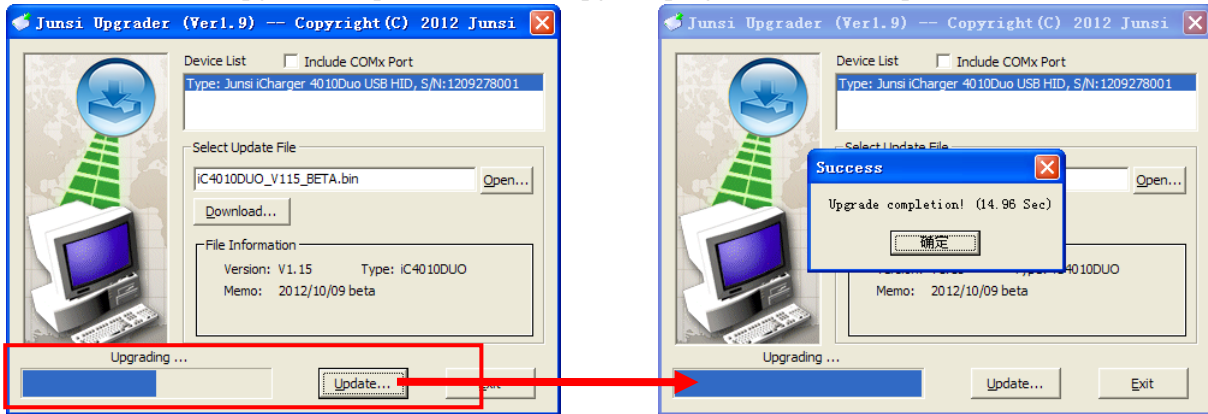 Junsi Upgrader (Ver1.9) -- Copyright(C) 2012 Junsi
Device List Include COMx Port
Type: Junsi iCharger 4010Duo USB HID, S/N:1209278001
Select Update File
iC4010DUO_V115_BETA.bin Open...
Download...
File Information
Version: V1.15 Type: iC4010DUO
Memo: 2012/10/09 beta
Upgrading ...
Update... Exit
Junsi Upgrader (Ver1.9) -- Copyright(C) 2012 Junsi
Device List Include COMx Port
Type: Junsi iCharger 4010Duo USB HID, S/N:1209278001
Select Update File
Open...
Success
Upgrade completion! (14.96 Sec)
确定
Memo: 2012/10/09 beta
Upgrading ...
Update... Exit